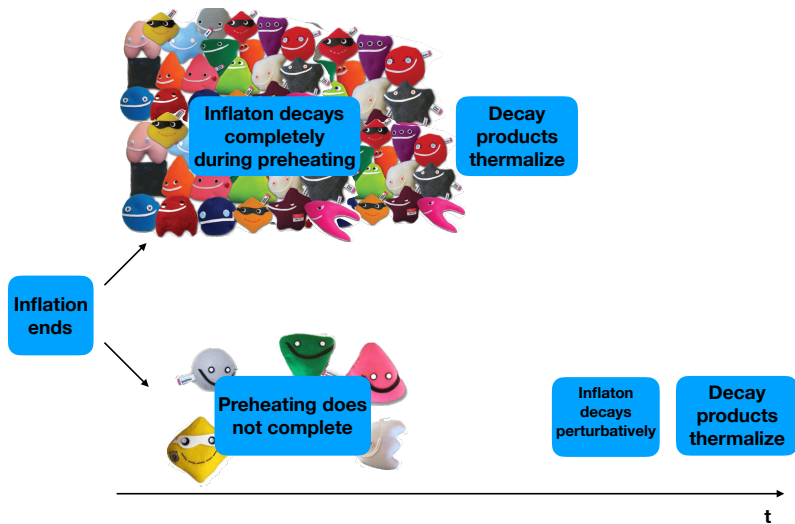 Inflaton decays
completely
during preheating
Decay
products
thermalize
Inflation
ends
Preheating does
not complete
Inflaton
decays
perturbatively
Decay
products
thermalize
t